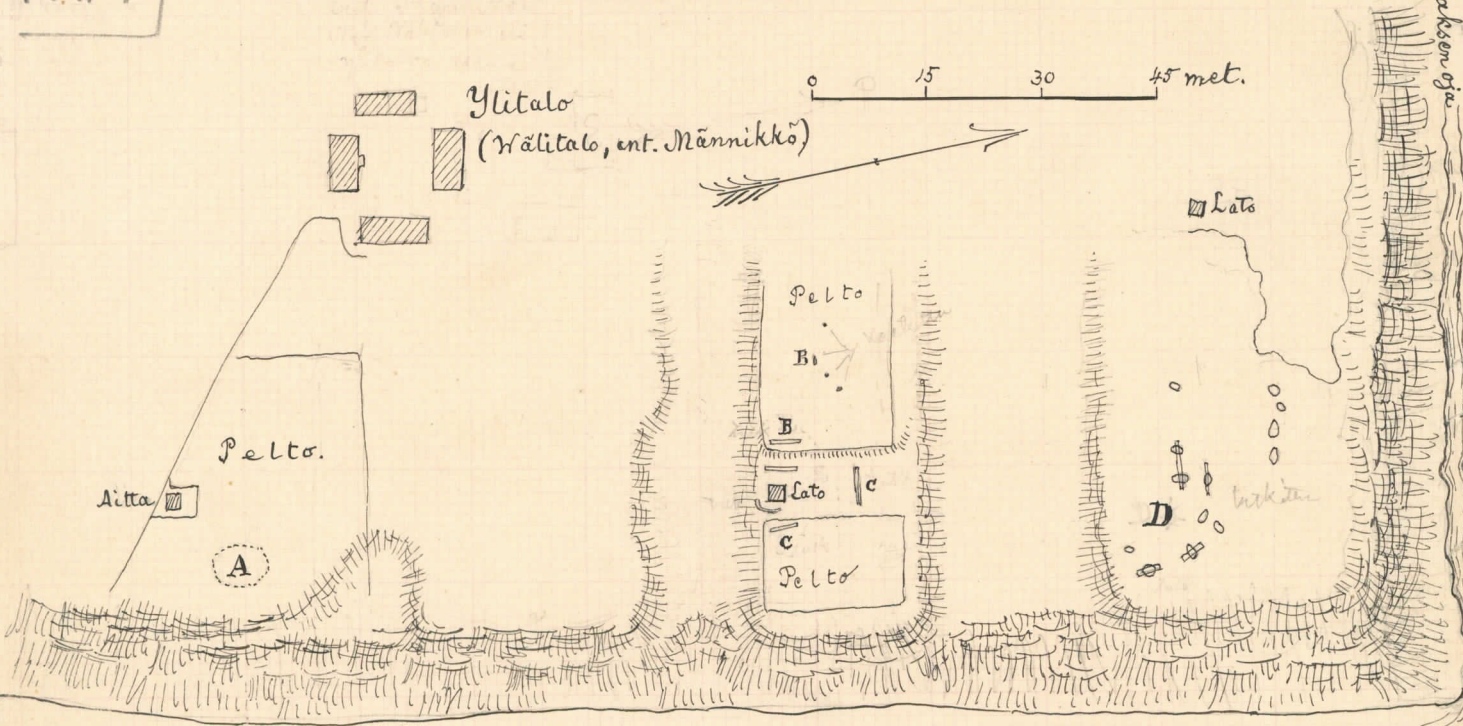 0 15 30 45 met.
Ylitalo
(Wälitalo, ent. Männikkö)
Lato
Pelto
B
B
Pelto.
Aitta
Lato
C
C
Pelto
A
D